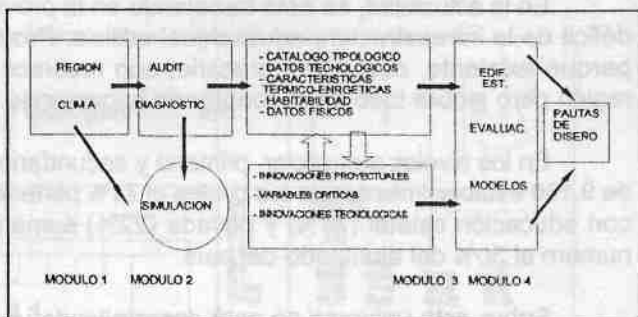 REGION
CLIMA
AUDIT
DIAGNOSTIC
SIMULACION
- CATALOGO TIPOLOGICO
- DATOS TECNOLOGICOS
- CARACTERISTICAS
TERMICO-ENRGETICAS
- HABITABILIDAD
- DATOS FISICOS
- INNOVACIONES PROYECTUALES
- VARIABLES CRITICAS
- INNOVACIONES TECNOLOGICAS
EDIF.
EST.
EVALUAC.
MODELOS
PAUTAS
DE
DISEÑO
MODULO 1 MODULO 2 MODULO 3 MODULO 4